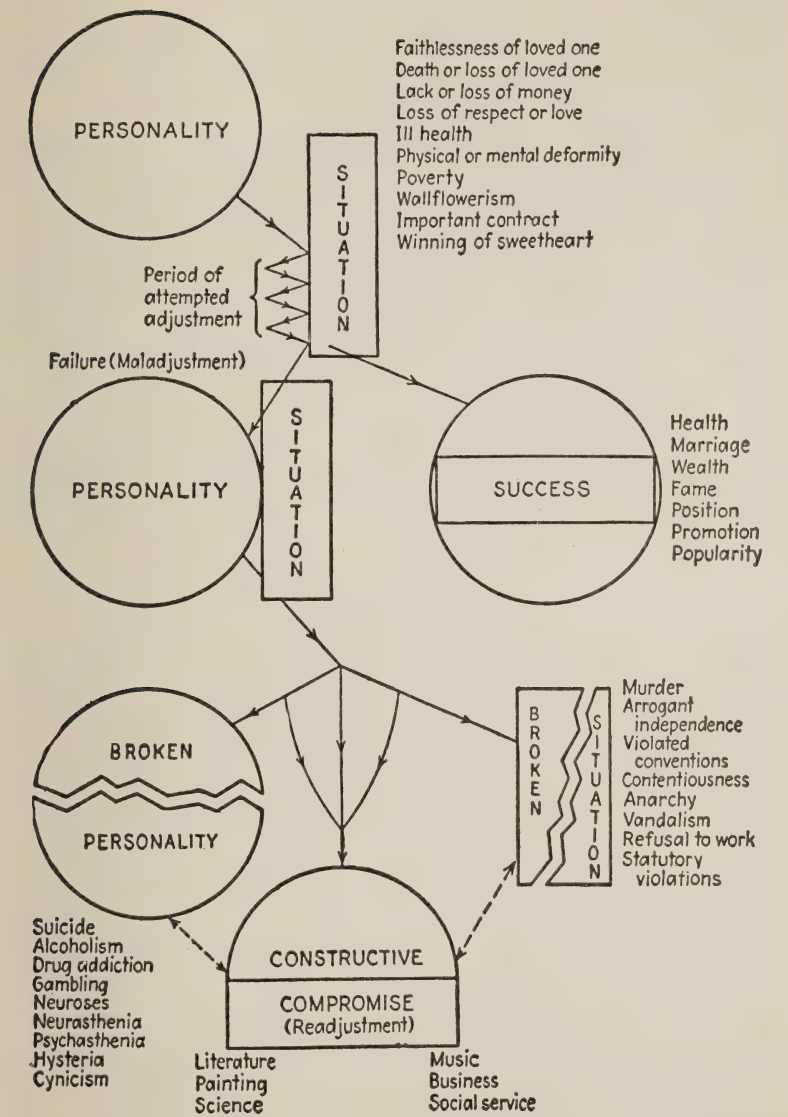 PERSONALITY
SITUATION
Faithlessness of loved one
Death or loss of loved one
Lack or loss of money
Loss of respect or love
Ill health
Physical or mental deformity
Poverty
Wallflowerism
Important contract
Winning of sweetheart
Period of
attempted
adjustment
Failure (Maladjustment)
PERSONALITY
SITUATION
SUCCESS
Health
Marriage
Wealth
Fame
Position
Promotion
Popularity
BROKEN
PERSONALITY
BROKEN
SITUATION
Murder
Arrogant
independence
Violated
conventions
Contentiousness
Anarchy
Vandalism
Refusal to work
Statutory
violations
Suicide
Alcoholism
Drug addiction
Gambling
Neuroses
Neurasthenia
Psychasthenia
Hysteria
Cynicism
CONSTRUCTIVE
COMPROMISE
(Readjustment)
Literature
Painting
Science
Music
Business
Social service